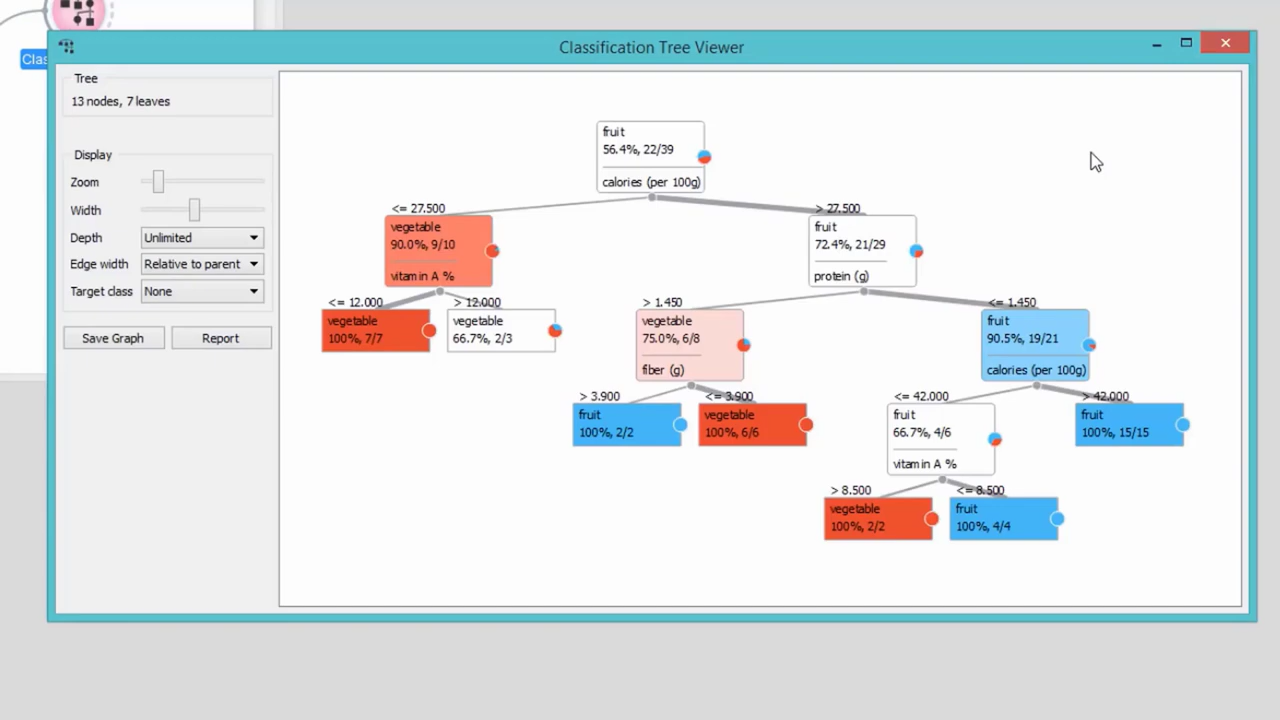 Classification Tree Viewer
Clas
Tree
13 nodes, 7 leaves
Display
Zoom
Width
Depth Unlimited
Edge width Relative to parent
Target class None
Save Graph Report
fruit
56.4%, 22/39
calories (per 100g)
<= 27.500 > 27.500
vegetable
90.0%, 9/10
vitamin A %
fruit
72.4%, 21/29
protein (g)
<= 12.000 > 12.000 > 1.450 <= 1.450
vegetable
100%, 7/7
vegetable
66.7%, 2/3
vegetable
75.0%, 6/8
fiber (g)
fruit
90.5%, 19/21
calories (per 100g)
> 3.900 <= 3.900 <= 42.000 > 42.000
fruit
100%, 2/2
vegetable
100%, 6/6
fruit
66.7%, 4/6
vitamin A %
fruit
100%, 15/15
> 8.500 <= 8.500
vegetable
100%, 2/2
fruit
100%, 4/4